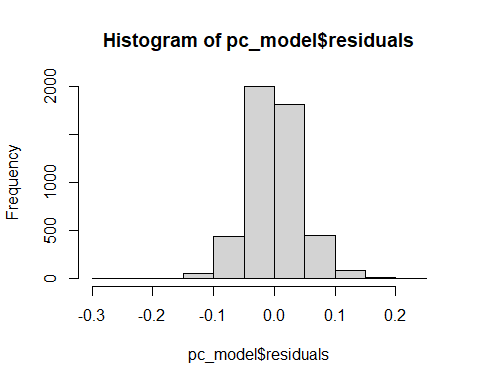 Histogram of pc_model$residuals
Frequency
2000
1000
500
0
-0.3 -0.2 -0.1 0.0 0.1 0.2
pc_model$residuals